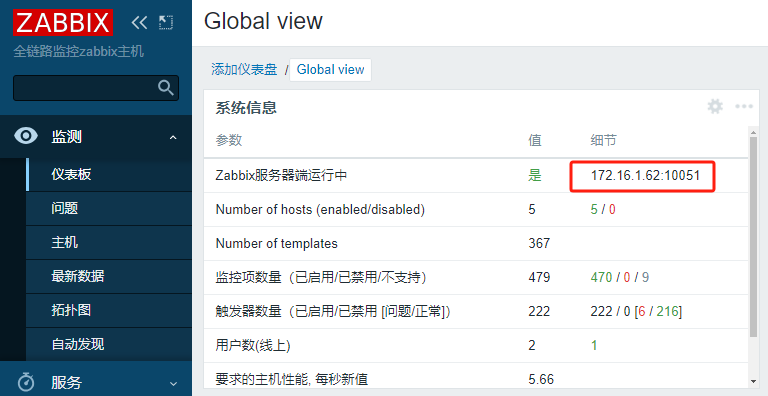 ZABBIX
全链路监控zabbix主机
监测
仪表板
问题
主机
最新数据
拓扑图
自动发现
服务
Global view
添加仪表盘 / Global view
系统信息
参数 值 细节
Zabbix服务器端运行中 是 172.16.1.62:10051
Number of hosts (enabled/disabled) 5 5 / 0
Number of templates 367
监控项数量（已启用/已禁用/不支持） 479 470 / 0 / 9
触发器数量（已启用/已禁用 [问题/正常]） 222 222 / 0 [6 / 216]
用户数(线上) 2 1
要求的主机性能, 每秒新值 5.66